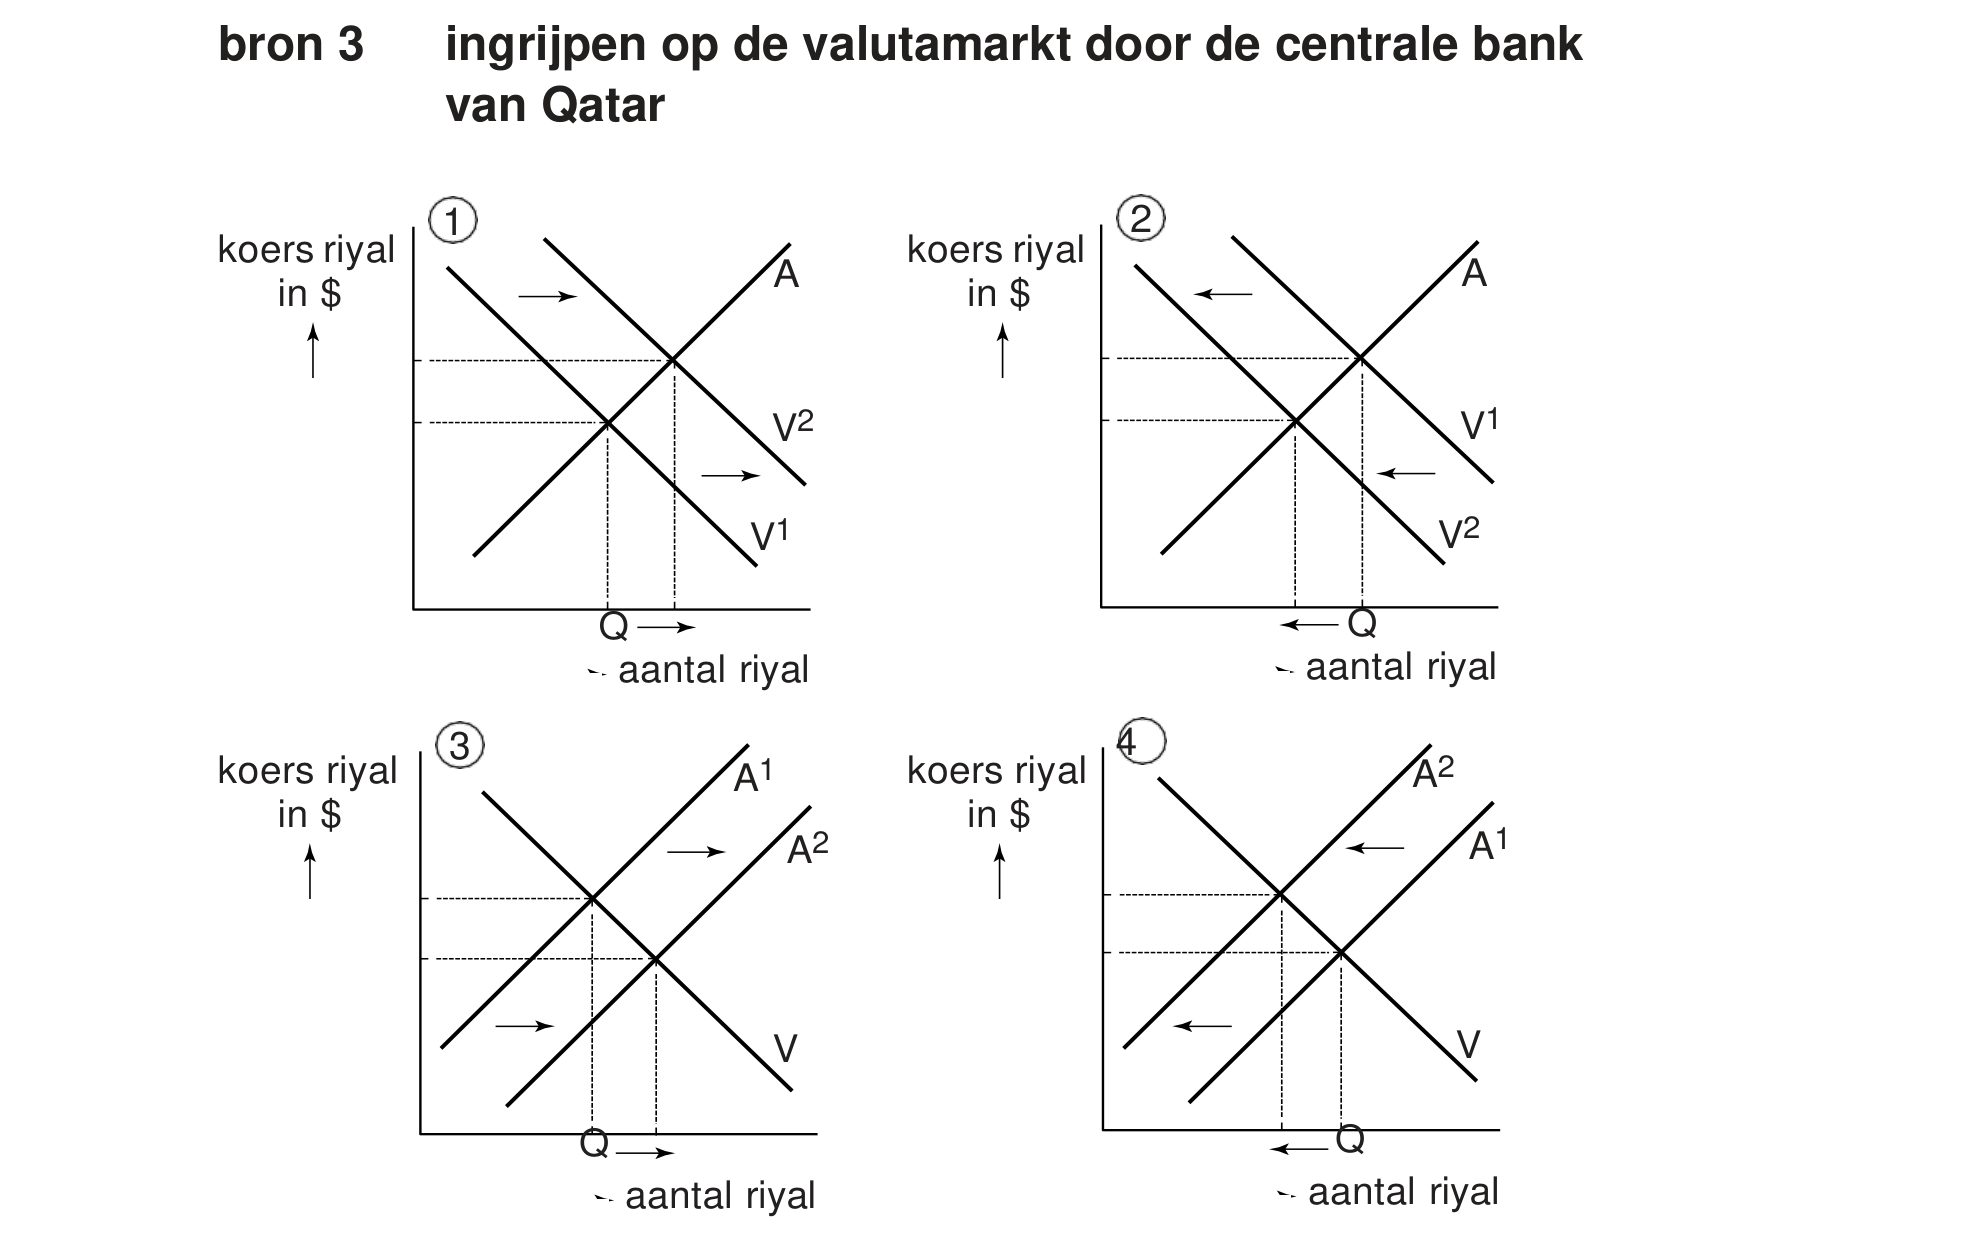 bron 3 ingrijpen op de valutamarkt door de centrale bank
van Qatar
1
koers riyal
in $
A
V2
V1
Q
aantal riyal
2
koers riyal
in $
A
V1
V2
Q
aantal riyal
3
koers riyal
in $
A1
A2
V
Q
aantal riyal
4
koers riyal
in $
A2
A1
V
Q
aantal riyal